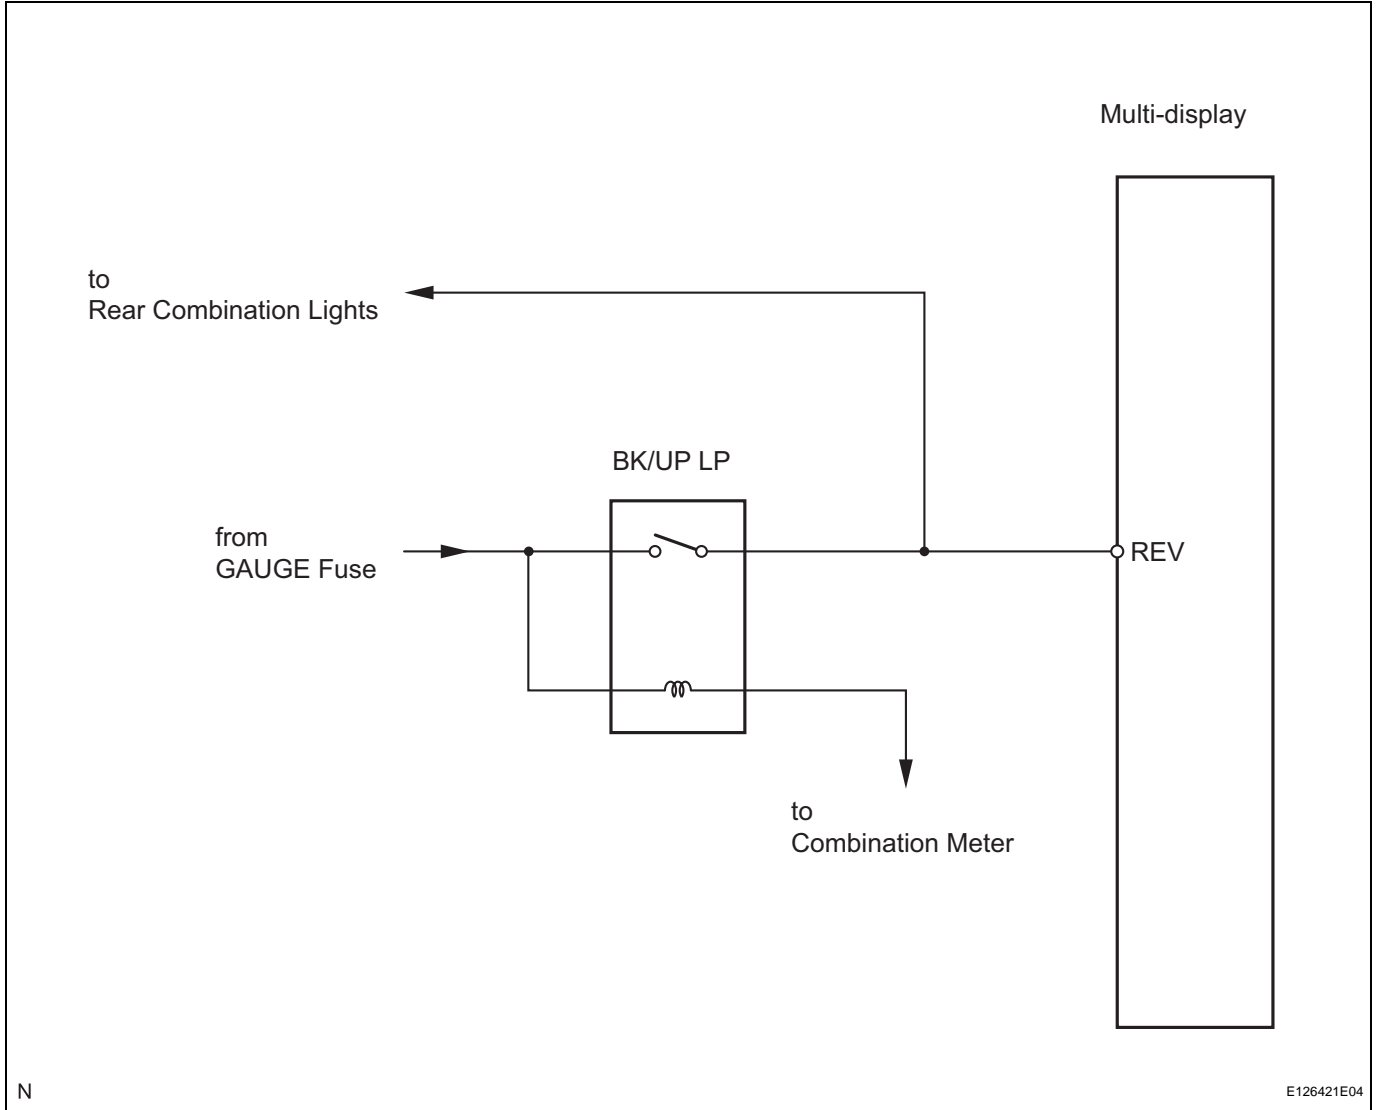 Multi-display
to
Rear Combination Lights
BK/UP LP
from
GAUGE Fuse
REV
to
Combination Meter
N
E126421E04